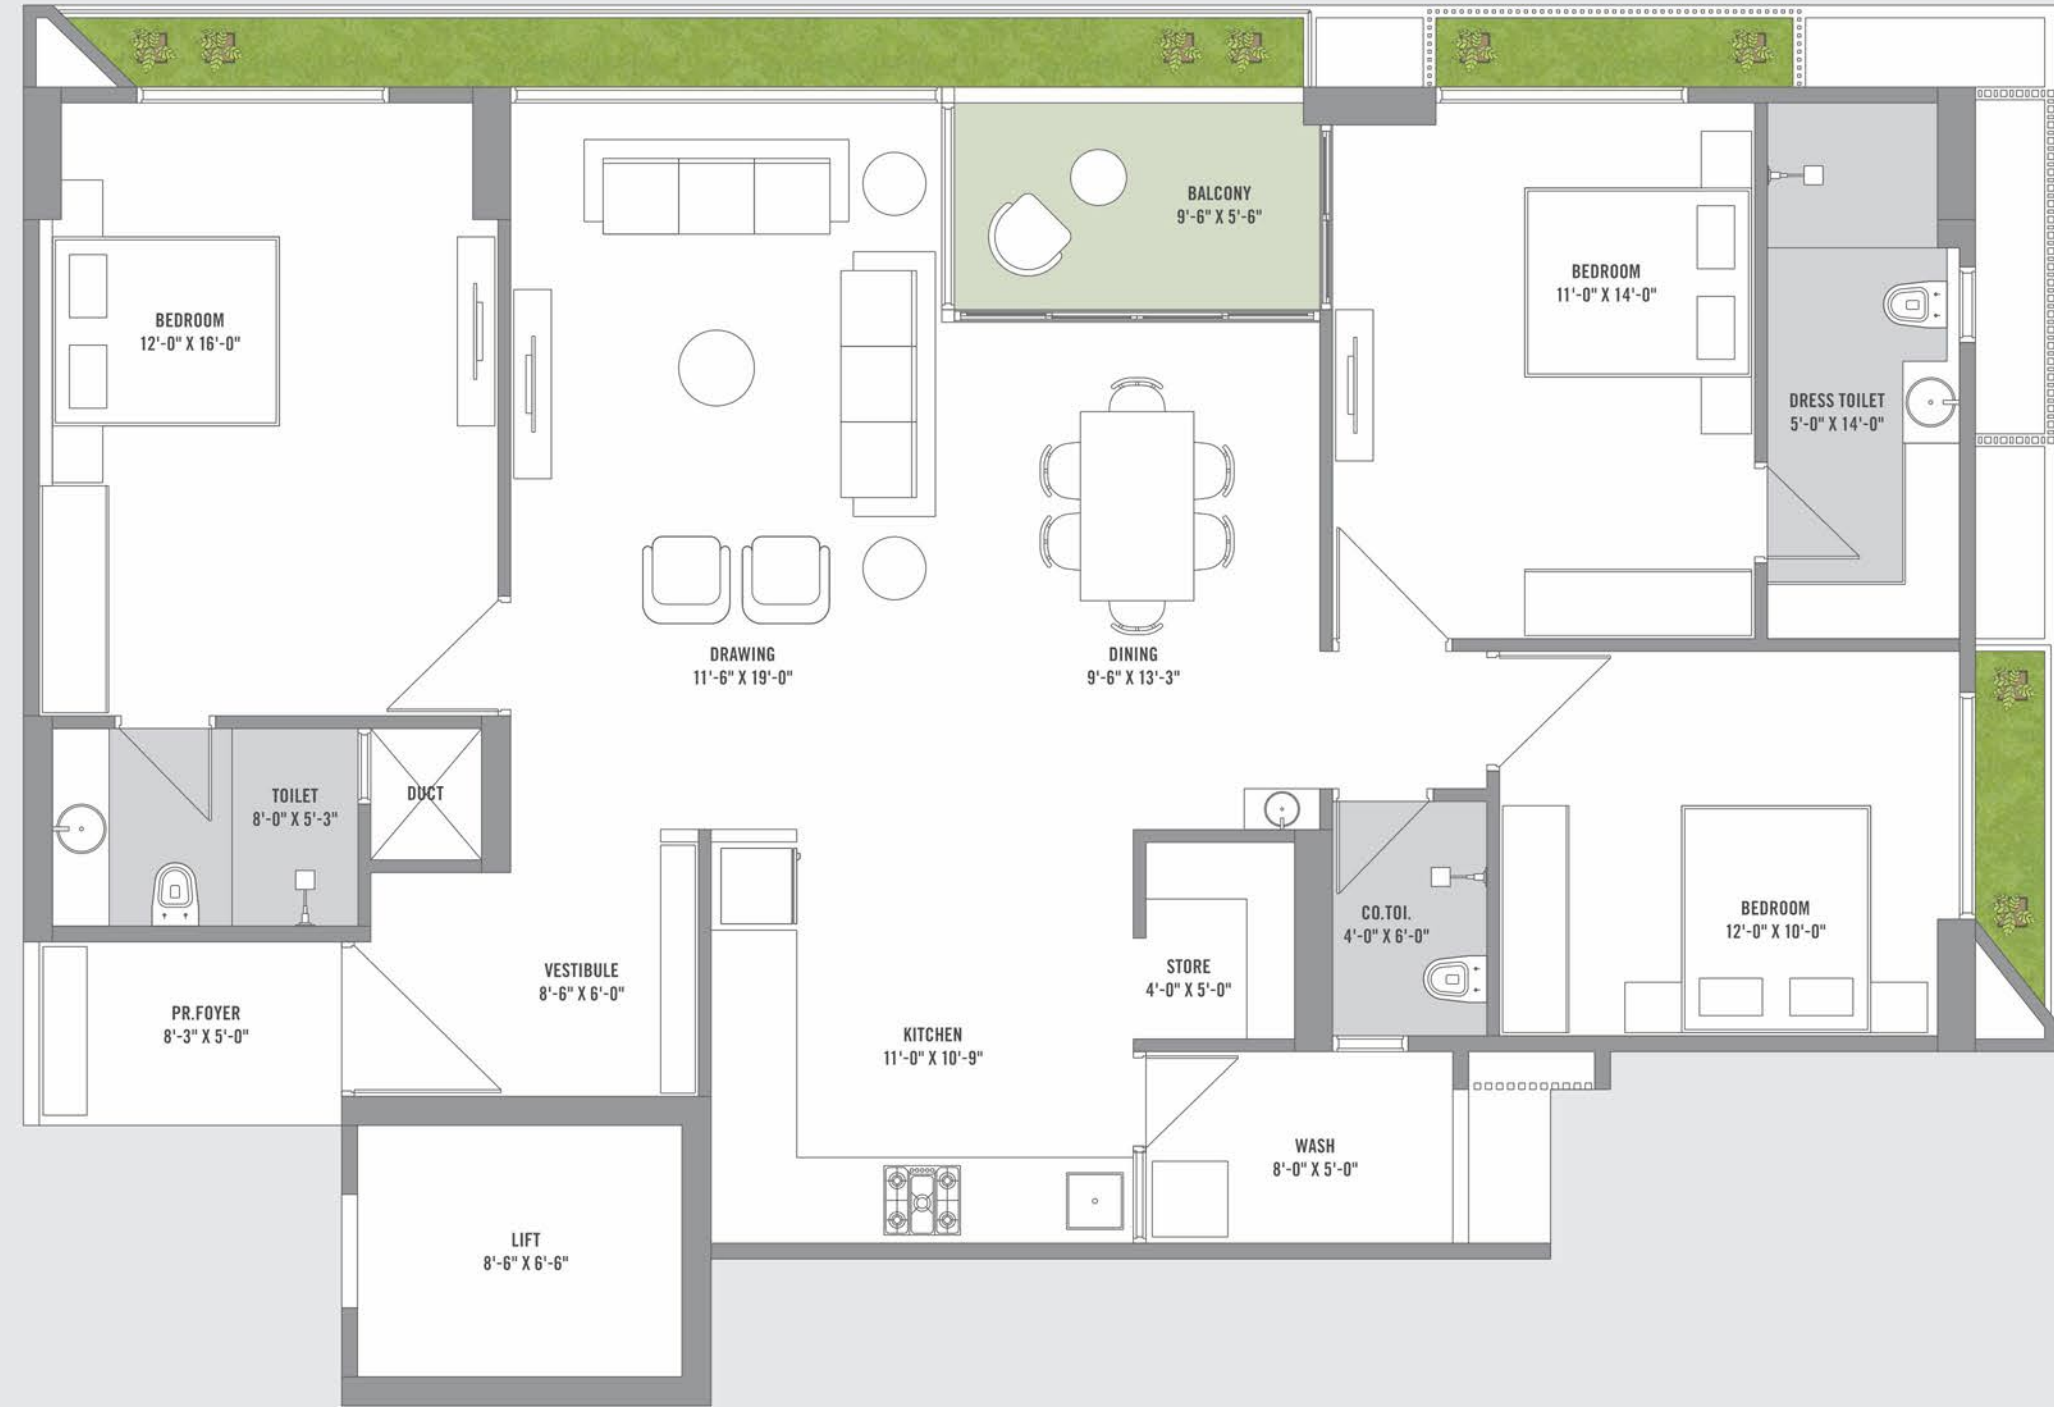 BALCONY
9'-6" X 5'-6"
BEDROOM
11'-0" X 14'-0"
BEDROOM
12'-0" X 16'-0"
DRESS TOILET
5'-0" X 14'-0"
DRAWING
11'-6" X 19'-0"
DINING
9'-6" X 13'-3"
TOILET
8'-0" X 5'-3"
DUCT
CO.TOI.
4'-0" X 6'-0"
BEDROOM
12'-0" X 10'-0"
VESTIBULE
8'-6" X 6'-0"
STORE
4'-0" X 5'-0"
PR.FOYER
8'-3" X 5'-0"
KITCHEN
11'-0" X 10'-9"
WASH
8'-0" X 5'-0"
LIFT
8'-6" X 6'-6"